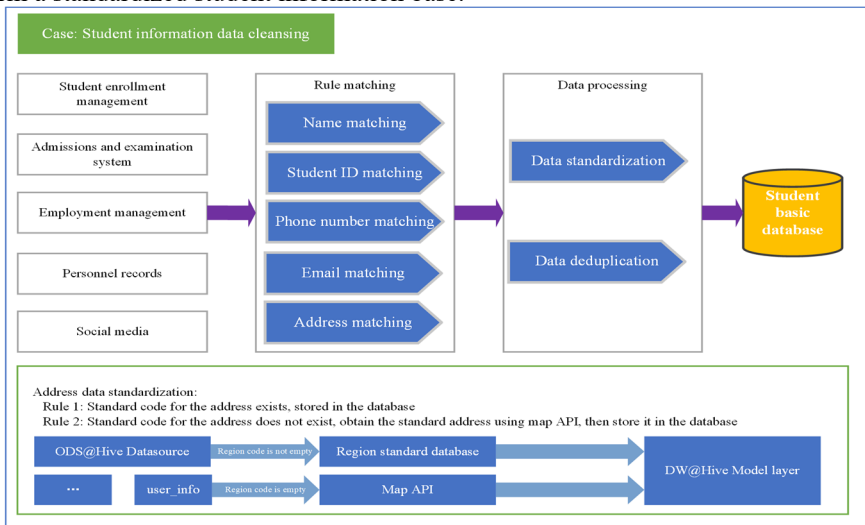 a standardized student information base.
Case: Student information data cleansing
Student enrollment
management
Admissions and examination
system
Employment management
Personnel records
Social media
Rule matching
Name matching
Student ID matching
Phone number matching
Email matching
Address matching
Data processing
Data standardization
Data deduplication
Student
basic
database
Address data standardization:
Rule 1: Standard code for the address exists, stored in the database
Rule 2: Standard code for the address does not exist, obtain the standard address using map API, then store it in the database
ODS@Hive Datasource
Region code is not empty
Region standard database
DW@Hive Model layer
...
user_info
Region code is empty
Map API